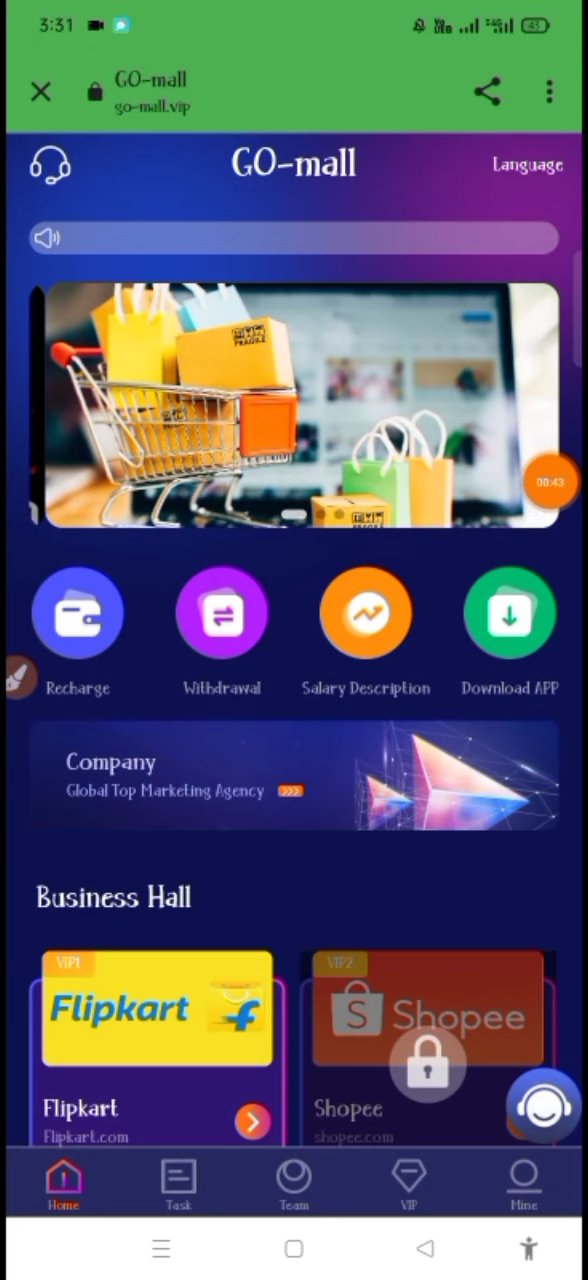 3:31
45
GO-mall
go-mall.vip
GO-mall
Language
FRAGILE
00:43
Recharge
Withdrawal
Salary Description
Download APP
Company
Global Top Marketing Agency >>>
Business Hall
VIP1
VIP2
Flipkart
Shopee
Flipkart
Shopee
Flipkart.com
shopee.com
Home
Task
Team
VIP
Mine